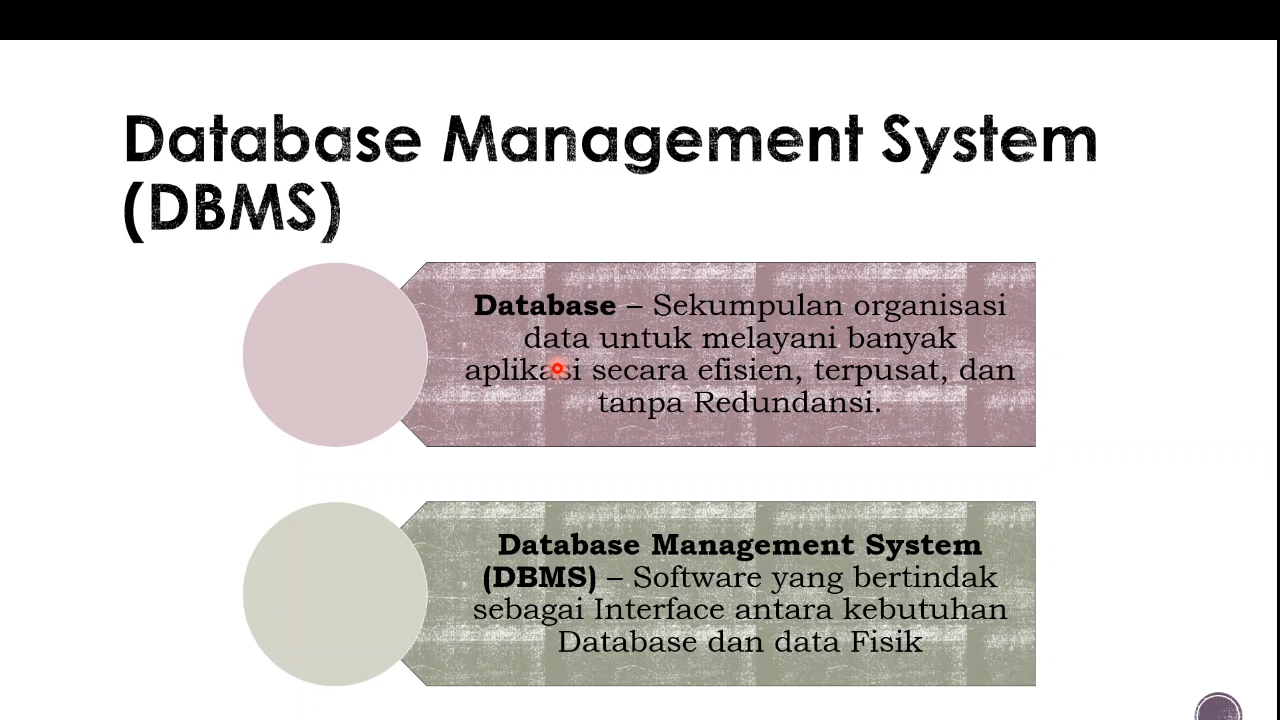 Database Management System
(DBMS)
Database – Sekumpulan organisasi
data untuk melayani banyak
aplikasi secara efisien, terpusat, dan
tanpa Redundansi.
Database Management System
(DBMS) – Software yang bertindak
sebagai Interface antara kebutuhan
Database dan data Fisik